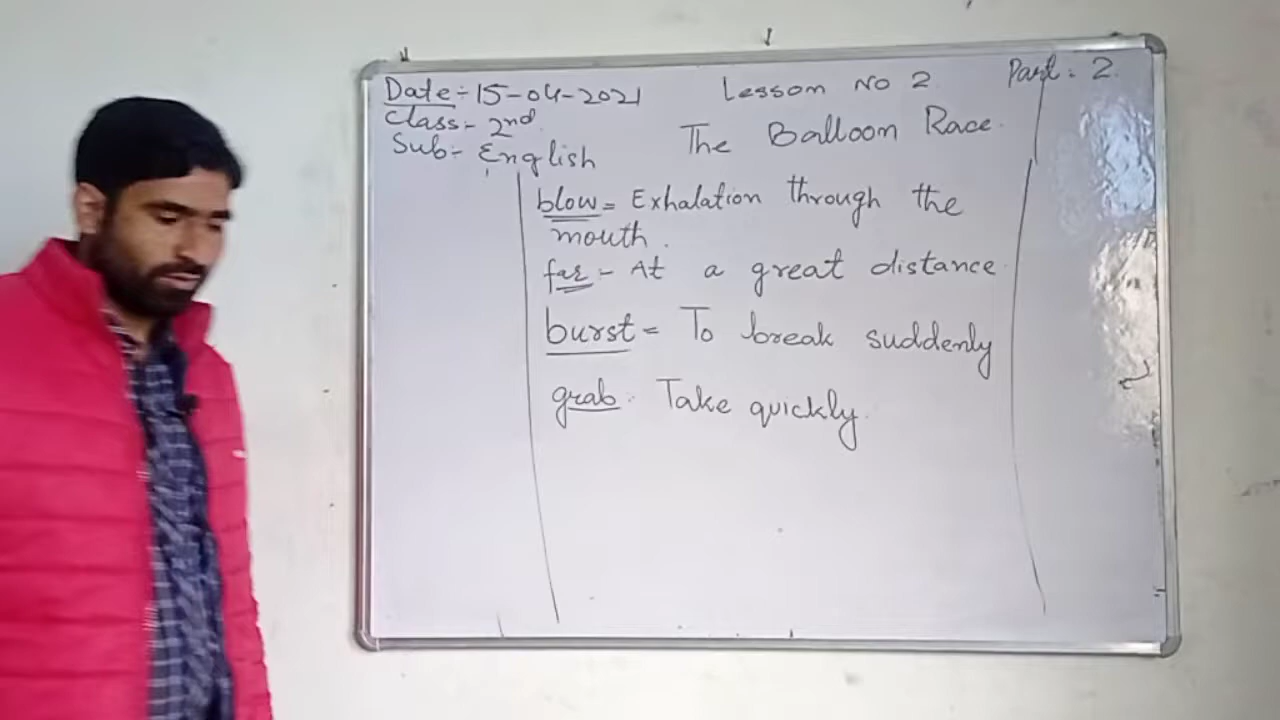 Date:- 15-04-2021
Lesson No 2
Part : 2.
Class:- 2nd
The Balloon Race.
Sub:- English
blow = Exhalation through the
mouth.
far - At a great distance.
burst = To break suddenly
grab. Take quickly.